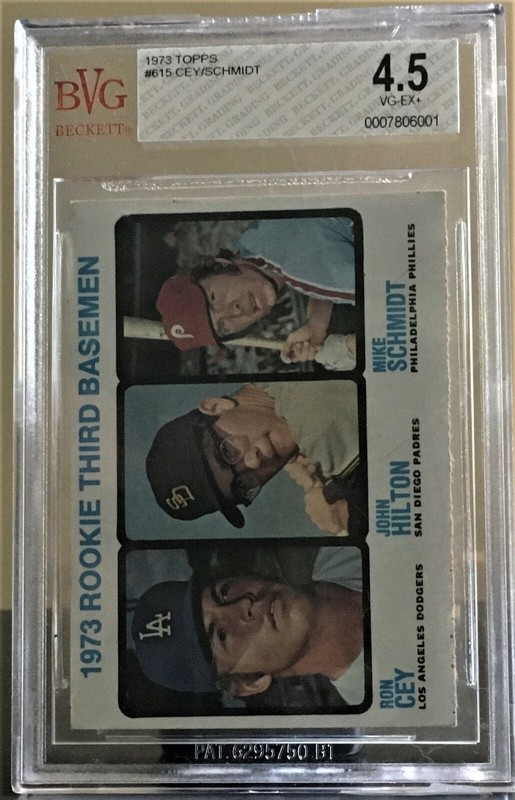 BVG
BECKETT®
1973 TOPPS
#615 CEY/SCHMIDT
4.5
VG-EX+
0007806001
1973 ROOKIE THIRD BASEMEN
RON
CEY
LOS ANGELES DODGERS
JOHN
HILTON
SAN DIEGO PADRES
MIKE
SCHMIDT
PHILADELPHIA PHILLIES
LA
SD
P
PAT.6295750 B1